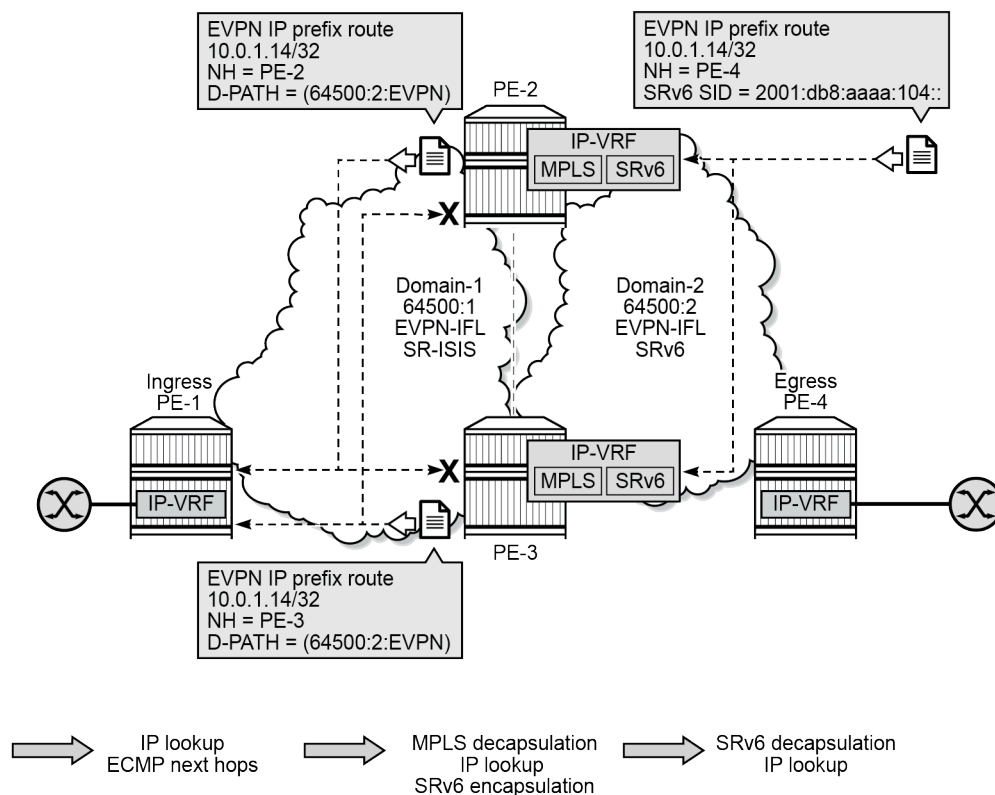 EVPN IP prefix route
10.0.1.14/32
NH = PE-2
D-PATH = (64500:2:EVPN)
EVPN IP prefix route
10.0.1.14/32
NH = PE-4
SRv6 SID = 2001:db8:aaaa:104::
PE-2
IP-VRF
MPLS
SRv6
X
Domain-1
64500:1
EVPN-IFL
SR-ISIS
Domain-2
64500:2
EVPN-IFL
SRv6
Ingress
PE-1
IP-VRF
X
IP-VRF
MPLS
SRv6
PE-3
Egress
PE-4
IP-VRF
EVPN IP prefix route
10.0.1.14/32
NH = PE-3
D-PATH = (64500:2:EVPN)
IP lookup
ECMP next hops
MPLS decapsulation
IP lookup
SRv6 encapsulation
SRv6 decapsulation
IP lookup